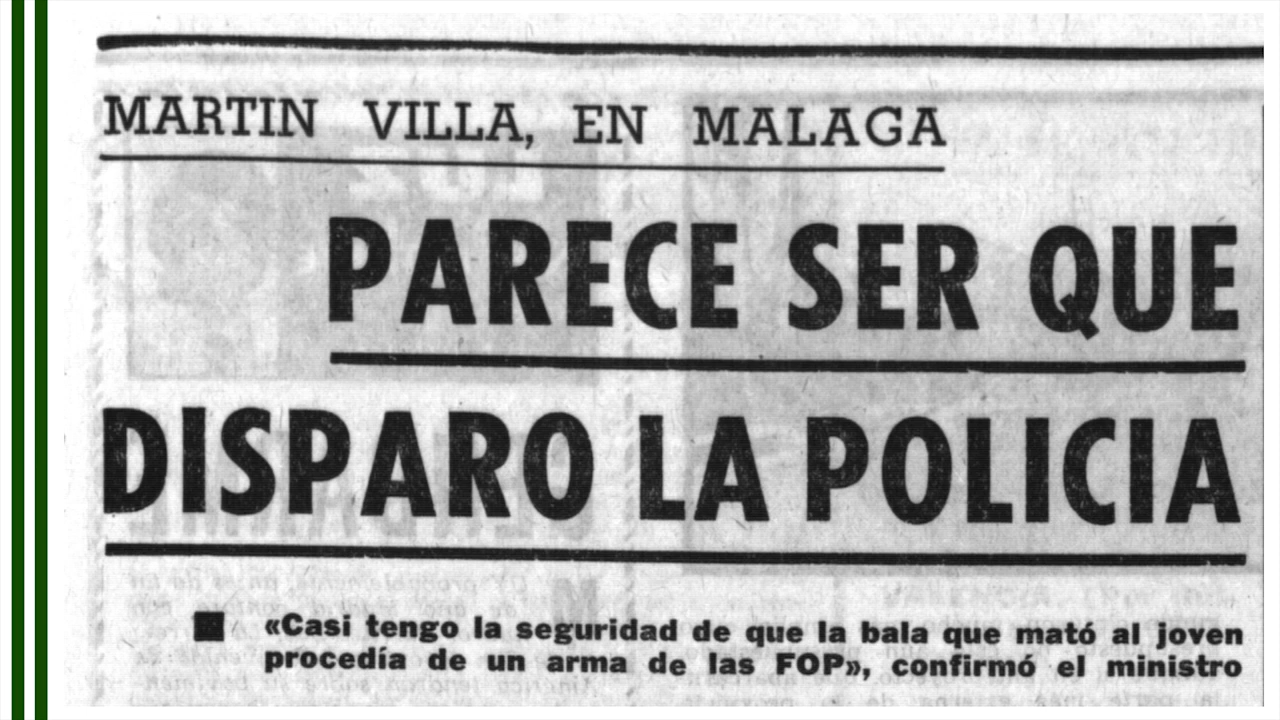 MARTIN VILLA, EN MALAGA
PARECE SER QUE
DISPARO LA POLICIA
■ «Casi tengo la seguridad de que la bala que mató al joven
procedía de un arma de las FOP», confirmó el ministro